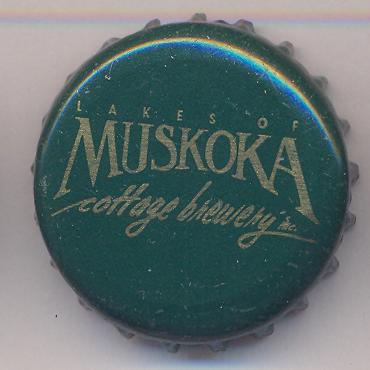 LAKES OF
MUSKOKA
cottage brewery inc.